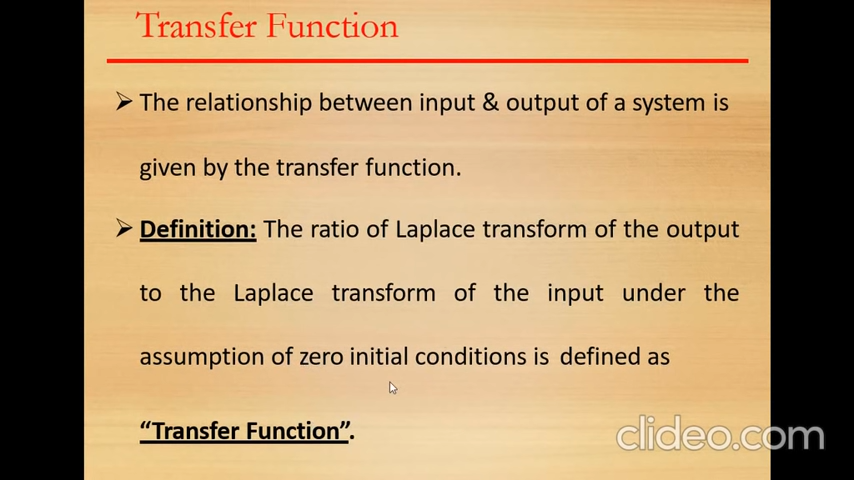 Transfer Function
➢ The relationship between input & output of a system is
given by the transfer function.
➢ Definition: The ratio of Laplace transform of the output
to the Laplace transform of the input under the
assumption of zero initial conditions is defined as
“Transfer Function”.
clideo.com